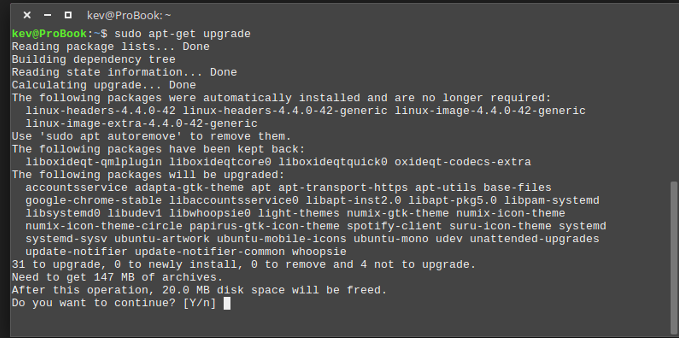 kev@ProBook: ~
kev@ProBook:~$ sudo apt-get upgrade
Reading package lists... Done
Building dependency tree
Reading state information... Done
Calculating upgrade... Done
The following packages were automatically installed and are no longer required:
  linux-headers-4.4.0-42 linux-headers-4.4.0-42-generic linux-image-4.4.0-42-generic
  linux-image-extra-4.4.0-42-generic
Use 'sudo apt autoremove' to remove them.
The following packages have been kept back:
  liboxideqt-qmlplugin liboxideqtcore0 liboxideqtquick0 oxideqt-codecs-extra
The following packages will be upgraded:
  accountsservice adapta-gtk-theme apt apt-transport-https apt-utils base-files
  google-chrome-stable libaccountsservice0 libapt-inst2.0 libapt-pkg5.0 libpam-systemd
  libsystemd0 libudev1 libwhoopsie0 light-themes numix-gtk-theme numix-icon-theme
  numix-icon-theme-circle papirus-gtk-icon-theme spotify-client suru-icon-theme systemd
  systemd-sysv ubuntu-artwork ubuntu-mobile-icons ubuntu-mono udev unattended-upgrades
  update-notifier update-notifier-common whoopsie
31 to upgrade, 0 to newly install, 0 to remove and 4 not to upgrade.
Need to get 147 MB of archives.
After this operation, 20.0 MB disk space will be freed.
Do you want to continue? [Y/n]